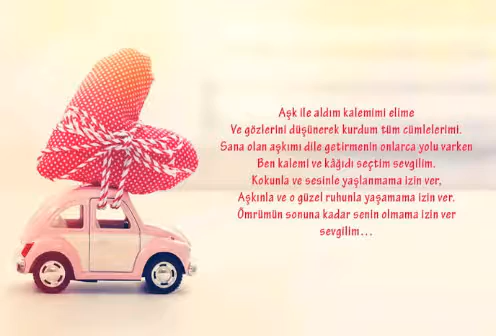 Aşk ile aldım kalemimi elime
Ve gözlerini düşünerek kurdum tüm cümlelerimi.
Sana olan aşkımı dile getirmenin onlarca yolu varken
Ben kalemi ve kâğıdı seçtim sevgilim.
Kokunla ve sesinle yaşlanmama izin ver,
Aşkınla ve o güzel ruhunla yaşamama izin ver.
Ömrümün sonuna kadar senin olmama izin ver
sevgilim...